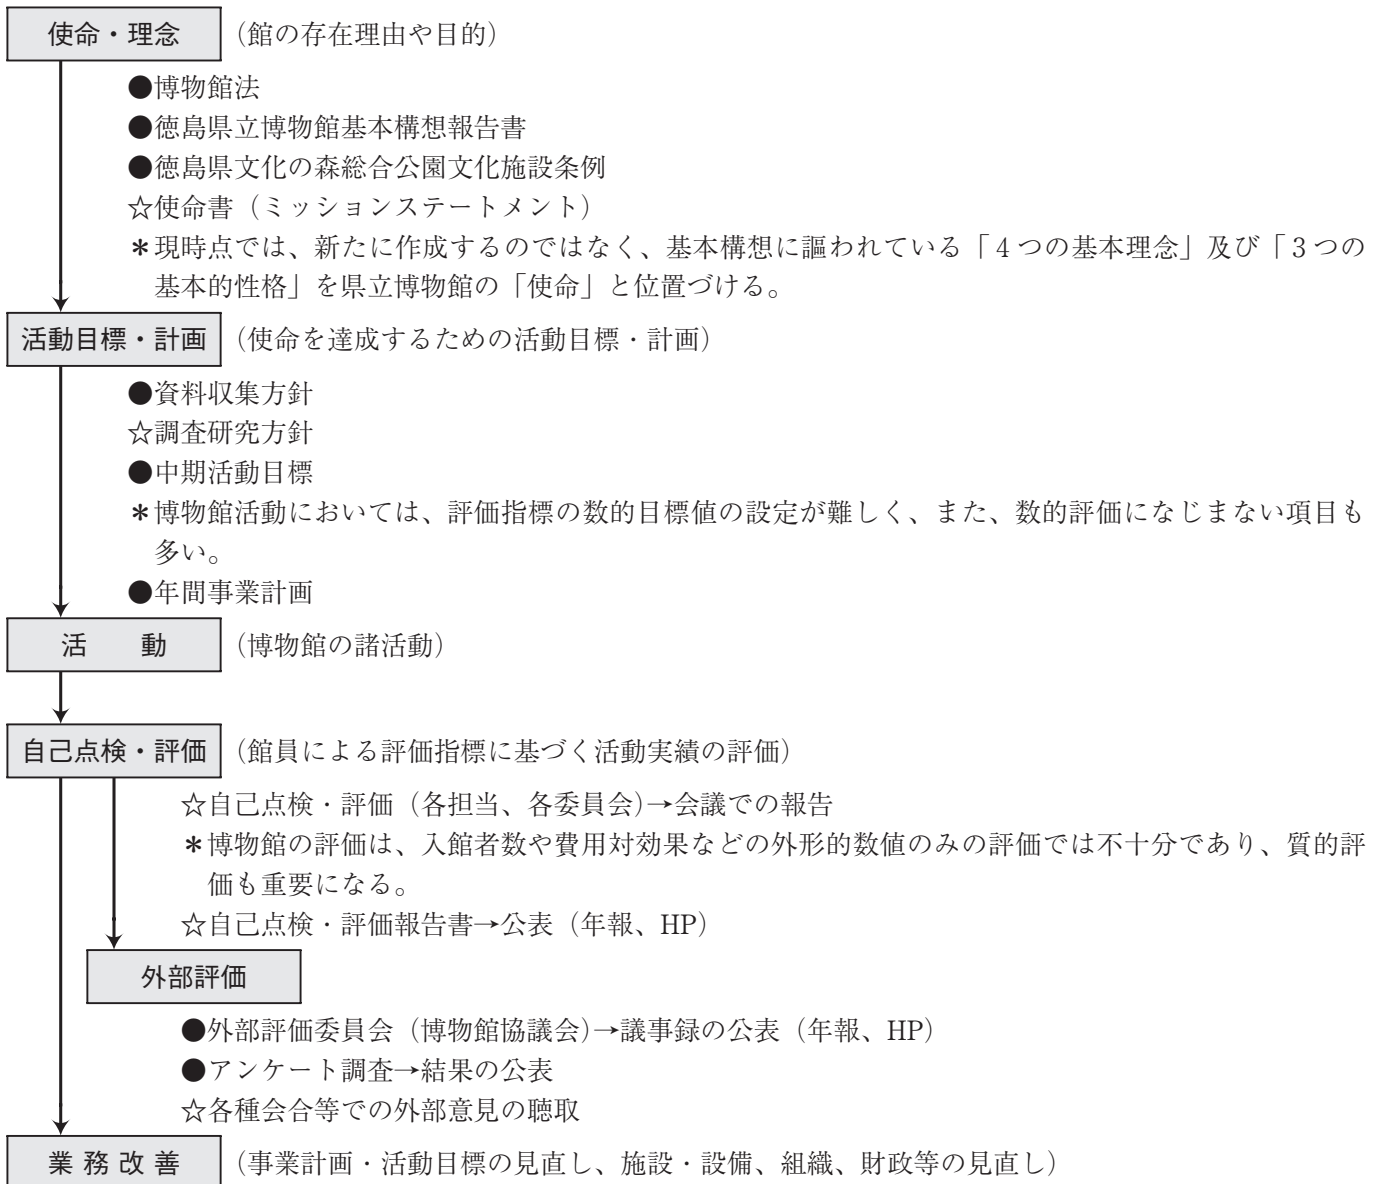 使命・理念 (館の存在理由や目的)
●博物館法
●徳島県立博物館基本構想報告書
●徳島県文化の森総合公園文化施設条例
☆使命書（ミッションステートメント）
＊現時点では、新たに作成するのではなく、基本構想に謳われている「４つの基本理念」及び「３つの
基本的性格」を県立博物館の「使命」と位置づける。
活動目標・計画 (使命を達成するための活動目標・計画)
●資料収集方針
☆調査研究方針
●中期活動目標
＊博物館活動においては、評価指標の数的目標値の設定が難しく、また、数的評価になじまない項目も
多い。
●年間事業計画
活　動 (博物館の諸活動)
自己点検・評価 (館員による評価指標に基づく活動実績の評価)
☆自己点検・評価（各担当、各委員会）→会議での報告
＊博物館の評価は、入館者数や費用対効果などの外形的数値のみの評価では不十分であり、質的評
価も重要になる。
☆自己点検・評価報告書→公表（年報、HP）
外部評価
●外部評価委員会（博物館協議会）→議事録の公表（年報、HP）
●アンケート調査→結果の公表
☆各種会合等での外部意見の聴取
業務改善 (事業計画・活動目標の見直し、施設・設備、組織、財政等の見直し)